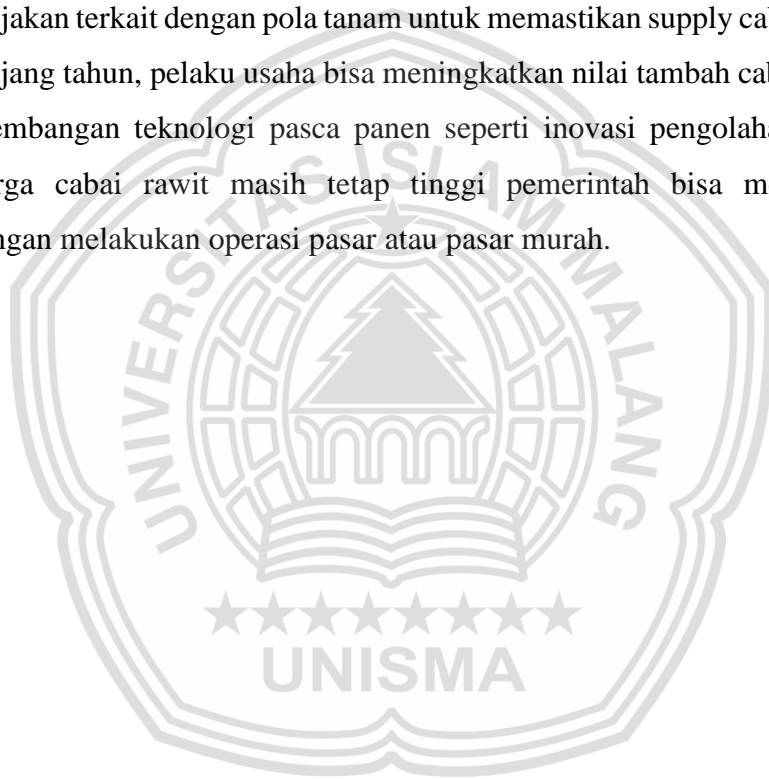 jakan terkait dengan pola tanam untuk memastikan supply cab
jang tahun, pelaku usaha bisa meningkatkan nilai tambah cab
embangan teknologi pasca panen seperti inovasi pengolaha
rga cabai rawit masih tetap tinggi pemerintah bisa m
ngan melakukan operasi pasar atau pasar murah.
UNIVERSITAS ISLAM MALANG
UNISMA